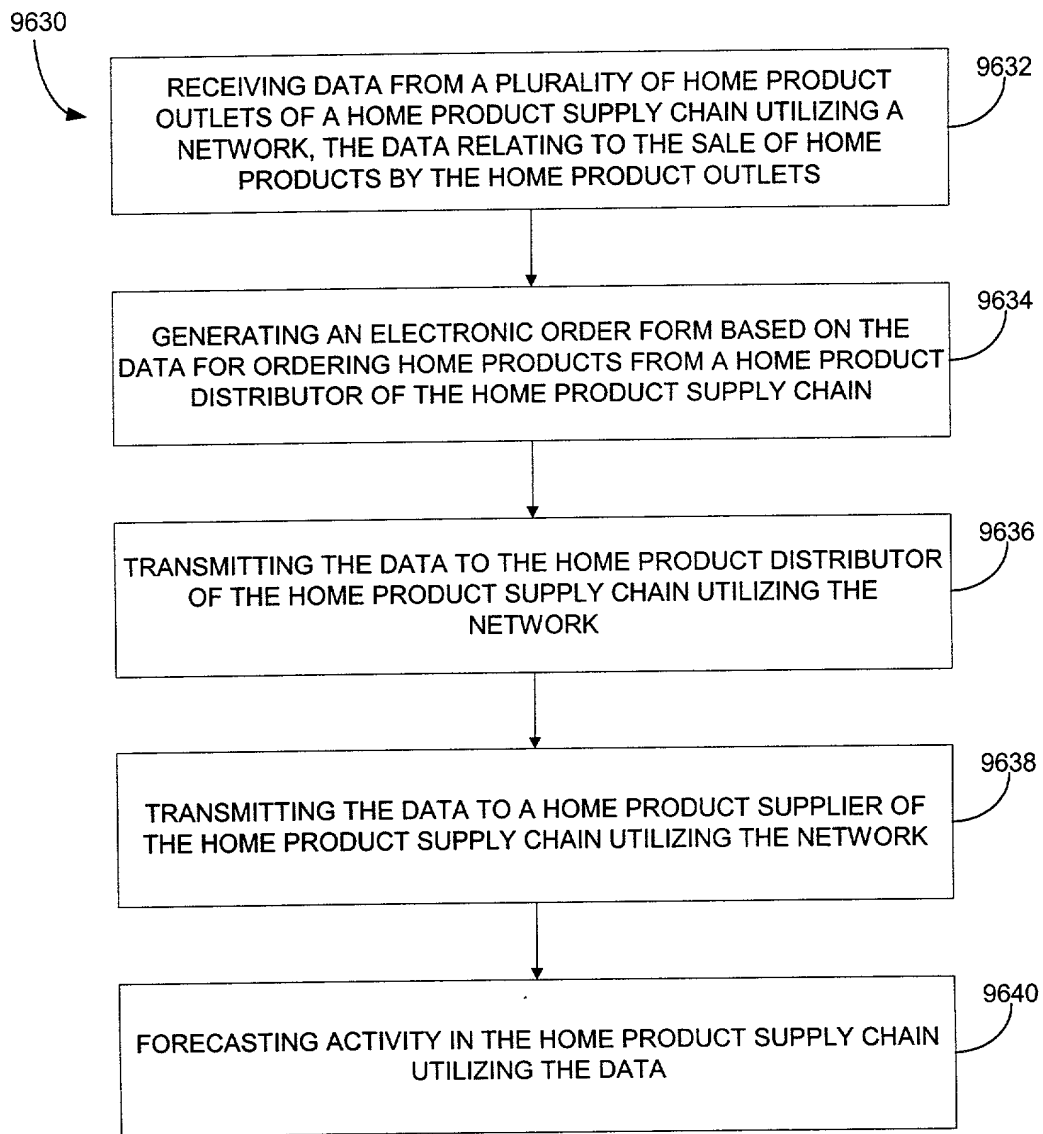 9630
RECEIVING DATA FROM A PLURALITY OF HOME PRODUCT
OUTLETS OF A HOME PRODUCT SUPPLY CHAIN UTILIZING A
NETWORK, THE DATA RELATING TO THE SALE OF HOME
PRODUCTS BY THE HOME PRODUCT OUTLETS
9632
GENERATING AN ELECTRONIC ORDER FORM BASED ON THE
DATA FOR ORDERING HOME PRODUCTS FROM A HOME PRODUCT
DISTRIBUTOR OF THE HOME PRODUCT SUPPLY CHAIN
9634
TRANSMITTING THE DATA TO THE HOME PRODUCT DISTRIBUTOR
OF THE HOME PRODUCT SUPPLY CHAIN UTILIZING THE
NETWORK
9636
TRANSMITTING THE DATA TO A HOME PRODUCT SUPPLIER OF
THE HOME PRODUCT SUPPLY CHAIN UTILIZING THE NETWORK
9638
FORECASTING ACTIVITY IN THE HOME PRODUCT SUPPLY CHAIN
UTILIZING THE DATA
9640